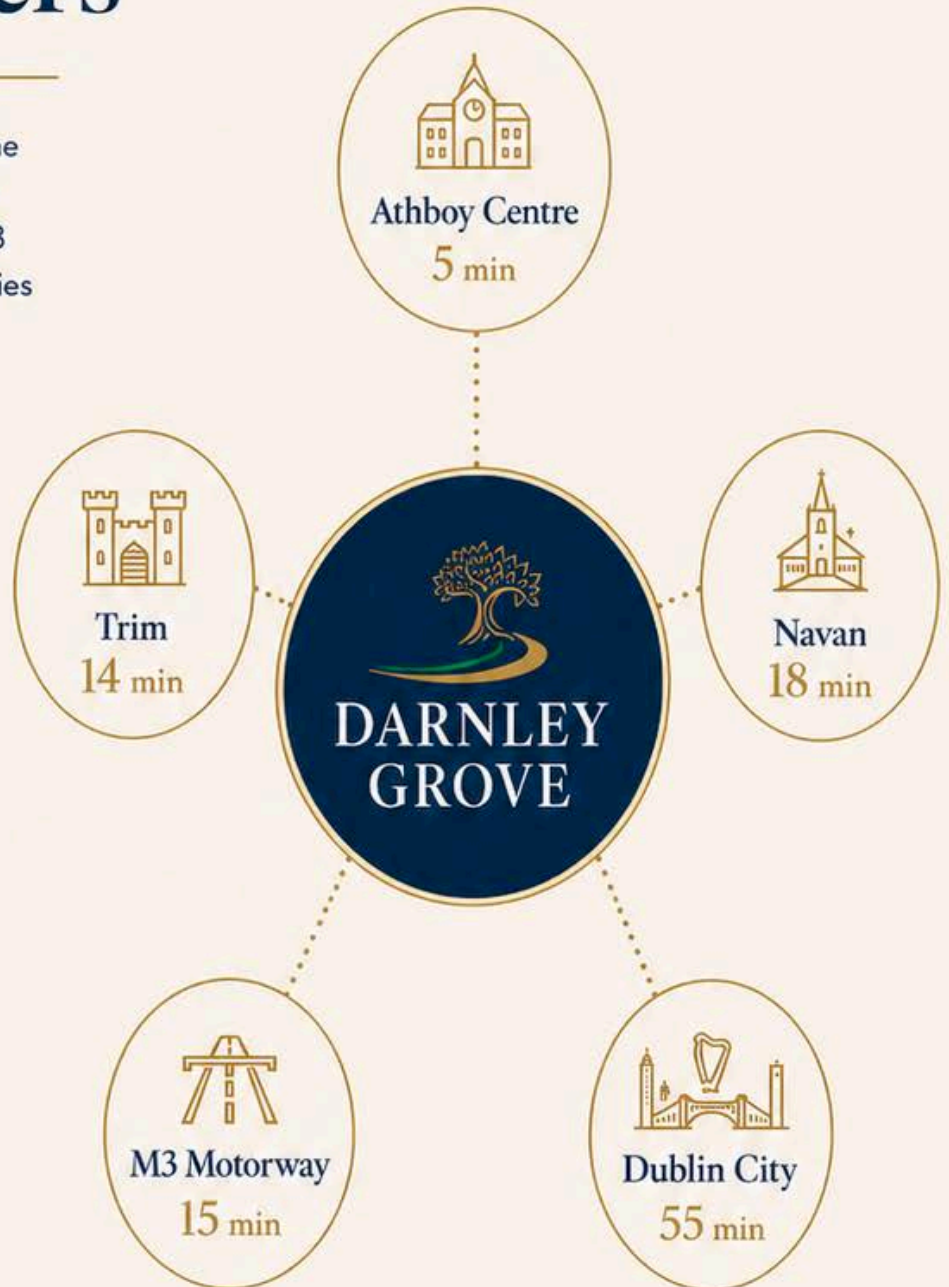 Athboy Centre
5 min
Trim
14 min
Navan
18 min
DARNLEY
GROVE
M3 Motorway
15 min
Dublin City
55 min